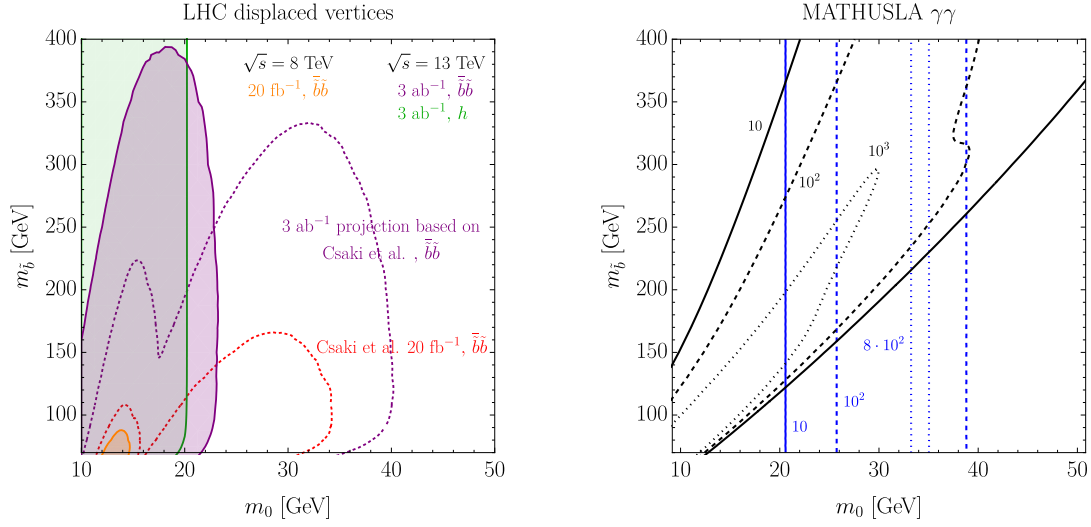 LHC displaced vertices
√s = 8 TeV
20 fb⁻¹, b̃̄b̃
√s = 13 TeV
3 ab⁻¹, b̃̄b̃
3 ab⁻¹, h
3 ab⁻¹ projection based on
Csaki et al. , b̃̄b̃
Csaki et al. 20 fb⁻¹, b̃̄b̃
400
350
300
250
200
150
100
m_b̃ [GeV]
10 20 30 40 50
m₀ [GeV]
MATHUSLA γγ
10
10²
10³
8 · 10²
10²
10
400
350
300
250
200
150
100
m_b̃ [GeV]
10 20 30 40 50
m₀ [GeV]